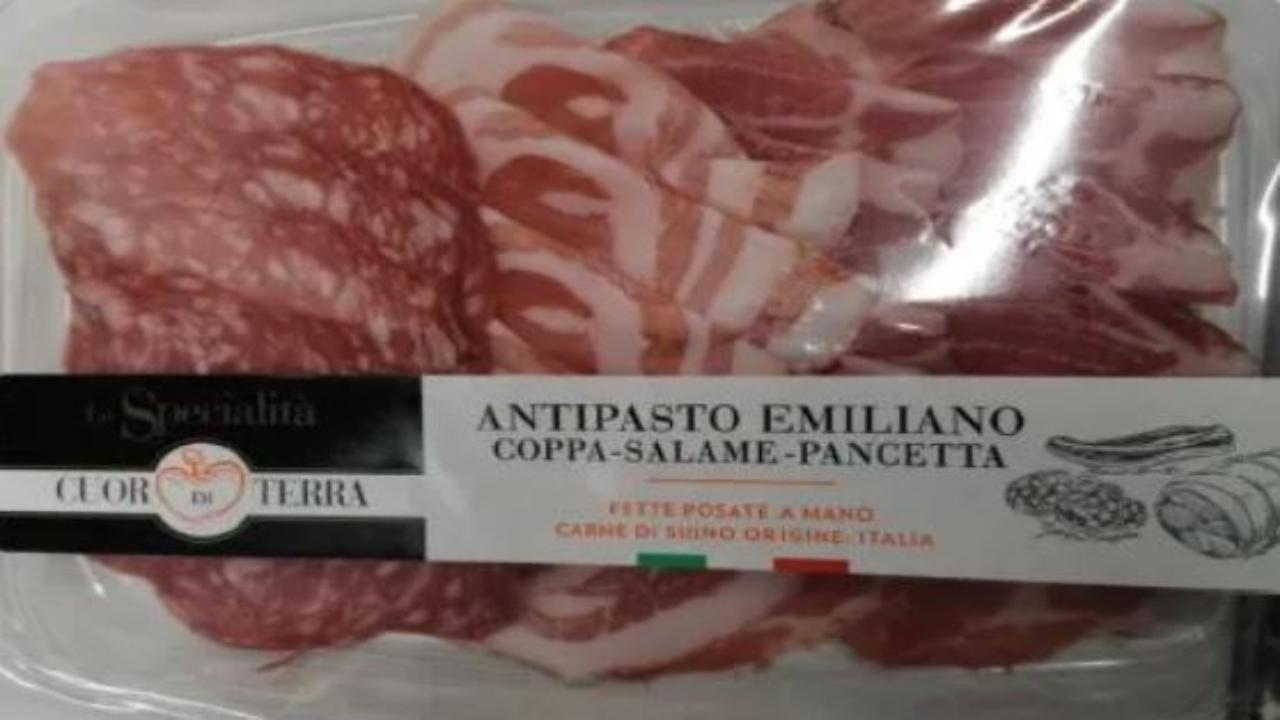 Le Specialità
CUOR DI TERRA
ANTIPASTO EMILIANO
COPPA-SALAME-PANCETTA
FETTE POSATE A MANO
CARNE DI SUINO ORIGINE: ITALIA